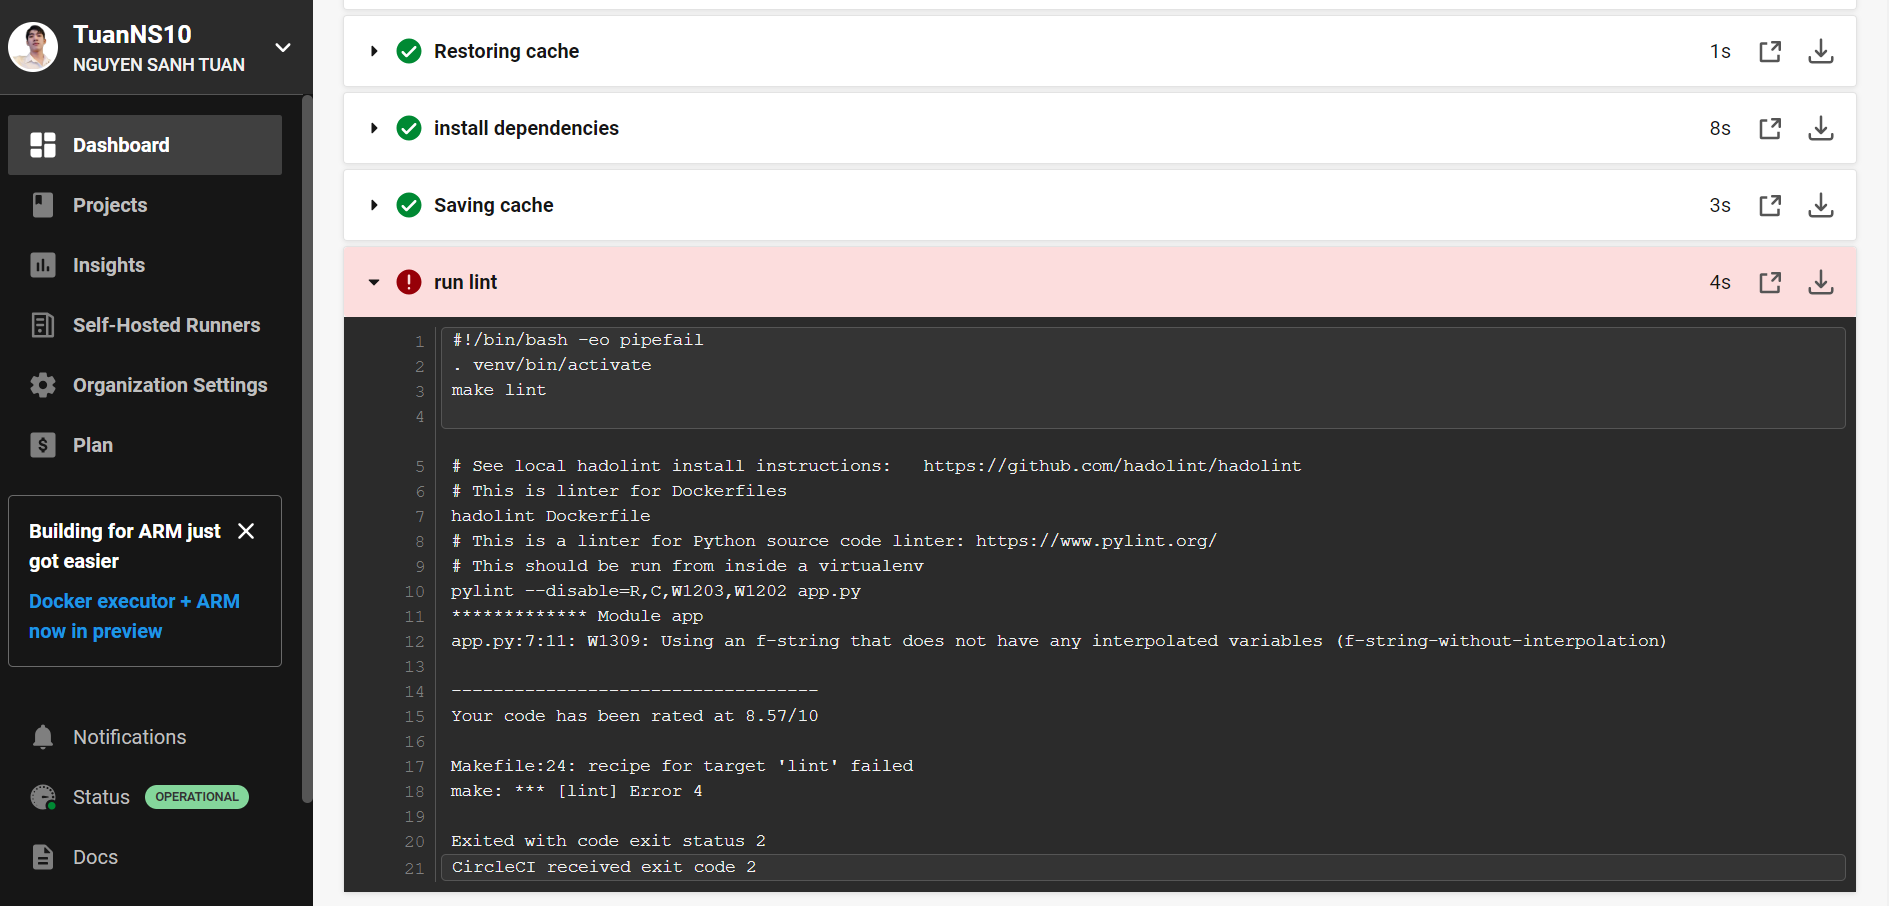 TuanNS10
NGUYEN SANH TUAN
Dashboard
Projects
Insights
Self-Hosted Runners
Organization Settings
Plan
Building for ARM just
got easier
Docker executor + ARM
now in preview
Notifications
Status OPERATIONAL
Docs
Restoring cache 1s
install dependencies 8s
Saving cache 3s
run lint 4s
1 #!/bin/bash -eo pipefail
2 . venv/bin/activate
3 make lint
4
5 # See local hadolint install instructions:   https://github.com/hadolint/hadolint
6 # This is linter for Dockerfiles
7 hadolint Dockerfile
8 # This is a linter for Python source code linter: https://www.pylint.org/
9 # This should be run from inside a virtualenv
10 pylint --disable=R,C,W1203,W1202 app.py
11 ************* Module app
12 app.py:7:11: W1309: Using an f-string that does not have any interpolated variables (f-string-without-interpolation)
13
14 -----------------------------------
15 Your code has been rated at 8.57/10
16
17 Makefile:24: recipe for target 'lint' failed
18 make: *** [lint] Error 4
19
20 Exited with code exit status 2
21 CircleCI received exit code 2